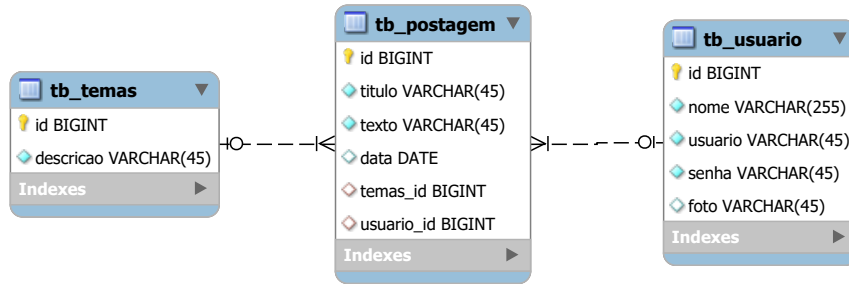 tb_temas
id BIGINT
descricao VARCHAR(45)
Indexes
tb_postagem
id BIGINT
titulo VARCHAR(45)
texto VARCHAR(45)
data DATE
temas_id BIGINT
usuario_id BIGINT
Indexes
tb_usuario
id BIGINT
nome VARCHAR(255)
usuario VARCHAR(45)
senha VARCHAR(45)
foto VARCHAR(45)
Indexes